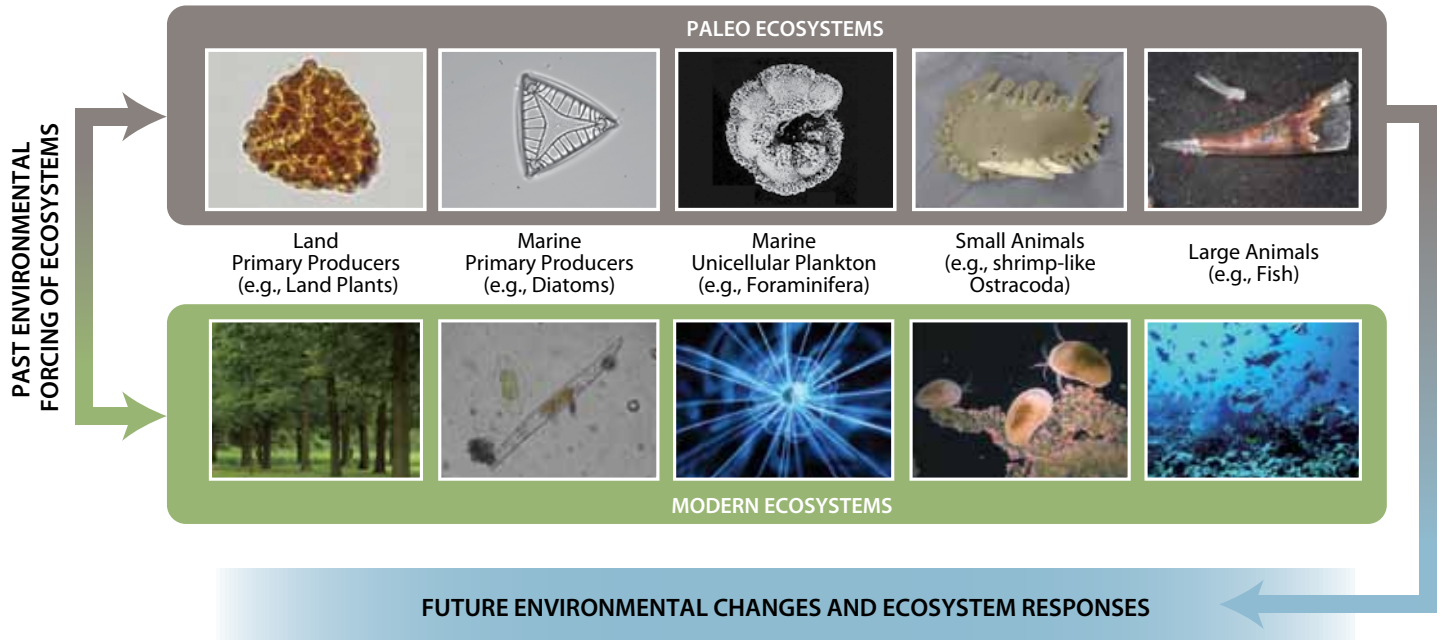 PALEO ECOSYSTEMS
PAST ENVIRONMENTAL
FORCING OF ECOSYSTEMS
Land
Primary Producers
(e.g., Land Plants)
Marine
Primary Producers
(e.g., Diatoms)
Marine
Unicellular Plankton
(e.g., Foraminifera)
Small Animals
(e.g., shrimp-like
Ostracoda)
Large Animals
(e.g., Fish)
MODERN ECOSYSTEMS
FUTURE ENVIRONMENTAL CHANGES AND ECOSYSTEM RESPONSES